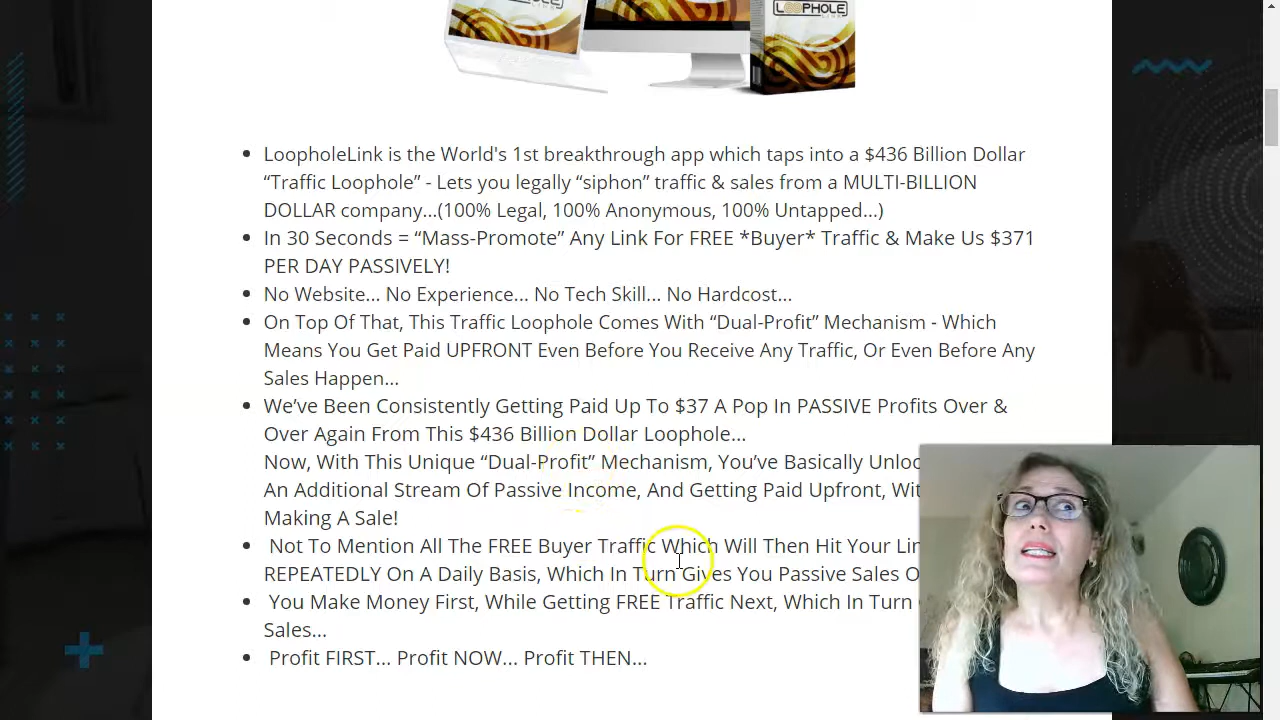 LOOPHOLE
LOOPHOLE
LINK
LoopholeLink is the World's 1st breakthrough app which taps into a $436 Billion Dollar
“Traffic Loophole” - Lets you legally “siphon” traffic & sales from a MULTI-BILLION
DOLLAR company...(100% Legal, 100% Anonymous, 100% Untapped...)
In 30 Seconds = “Mass-Promote” Any Link For FREE *Buyer* Traffic & Make Us $371
PER DAY PASSIVELY!
No Website... No Experience... No Tech Skill... No Hardcost...
On Top Of That, This Traffic Loophole Comes With “Dual-Profit” Mechanism - Which
Means You Get Paid UPFRONT Even Before You Receive Any Traffic, Or Even Before Any
Sales Happen...
We’ve Been Consistently Getting Paid Up To $37 A Pop In PASSIVE Profits Over &
Over Again From This $436 Billion Dollar Loophole...
Now, With This Unique “Dual-Profit” Mechanism, You’ve Basically
An Additional Stream Of Passive Income, And Getting Paid Upfront,
Making A Sale!
Not To Mention All The FREE Buyer Traffic Which Will Then Hit Your
REPEATEDLY On A Daily Basis, Which In Turn Gives You Passive Sales
You Make Money First, While Getting FREE Traffic Next, Which In Turn
Sales...
Profit FIRST... Profit NOW... Profit THEN...